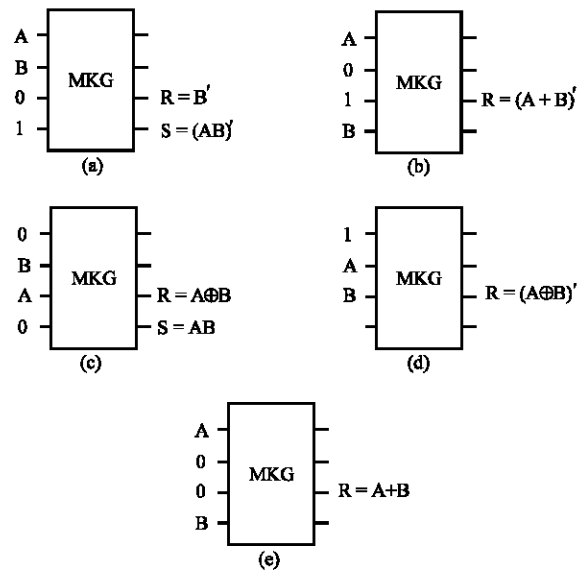 A
B
MKG
0 R = B′
1 S = (AB)′
(a)
A
0
MKG
1 R = (A + B)′
B
(b)
0
B
MKG
A R = A⊕B
0 S = AB
(c)
1
A
MKG
B R = (A⊕B)′
(d)
A
0
MKG
0 R = A+B
B
(e)